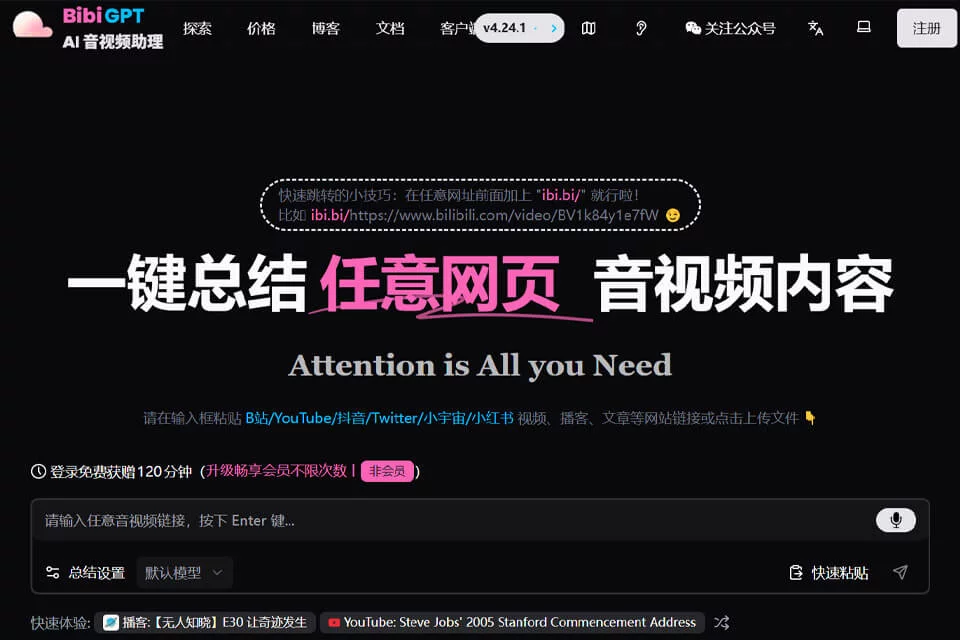 BibiGPT
AI 音视频助理
探索 价格 博客 文档 客户端 v4.24.1 关注公众号 注册
快速跳转的小技巧：在任意网址前面加上 "ibi.bi/" 就行啦！
比如 ibi.bi/https://www.bilibili.com/video/BV1k84y1e7fW 😉
一键总结 任意网页 音视频内容
Attention is All you Need
请在输入框粘贴 B站/YouTube/抖音/Twitter/小宇宙/小红书 视频、播客、文章等网站链接或点击上传文件 👇
登录免费获赠120分钟（升级畅享会员不限次数丨非会员）
请输入任意音视频链接，按下 Enter 键...
总结设置 默认模型 快速粘贴
快速体验: 播客:【无人知晓】E30 让奇迹发生 YouTube: Steve Jobs' 2005 Stanford Commencement Address